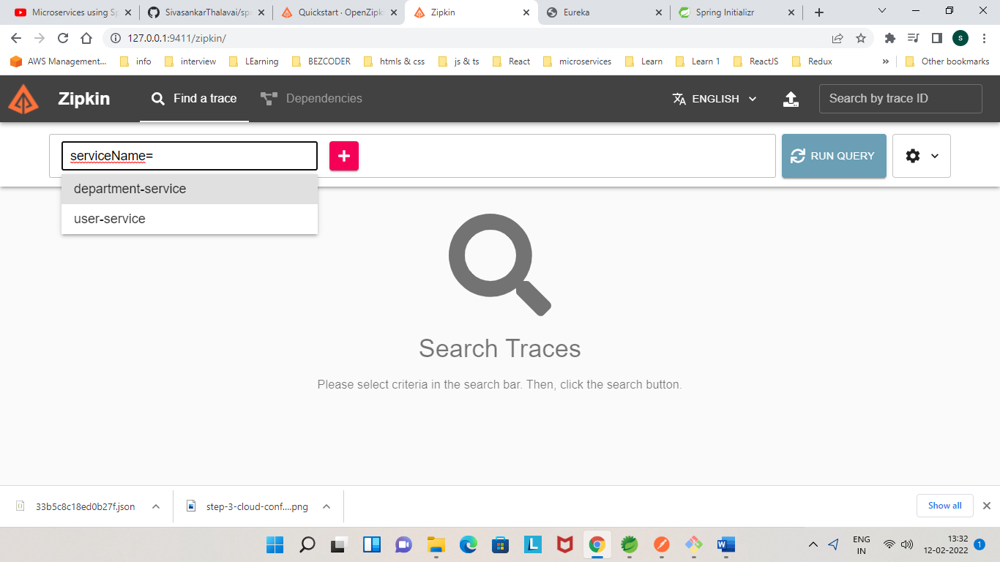 Microservices using Sp
SivasankarThalavai/spr
Quickstart · OpenZipk
Zipkin
Eureka
Spring Initializr
127.0.0.1:9411/zipkin/
s
AWS Management...
info
interview
LEarning
BEZCODER
htmls & css
js & ts
React
microservices
Learn
Learn 1
ReactJS
Redux
»
Other bookmarks
Zipkin
Find a trace
Dependencies
ENGLISH
Search by trace ID
serviceName=
RUN QUERY
department-service
user-service
Search Traces
Please select criteria in the search bar. Then, click the search button.
33b5c8c18ed0b27f.json
step-3-cloud-conf....png
Show all
L
W
ENG
IN
13:32
12-02-2022
1